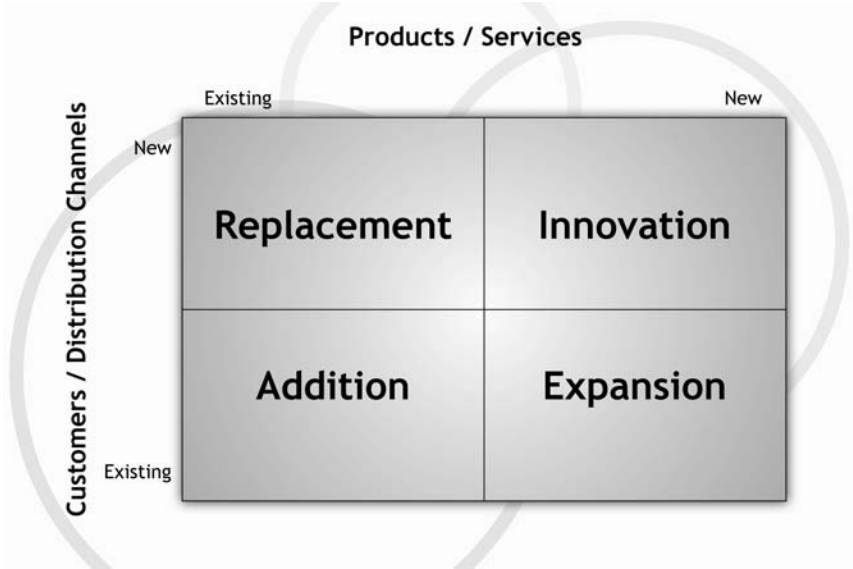 Products / Services
Existing
New
Customers / Distribution Channels
New
Replacement
Innovation
Addition
Expansion
Existing